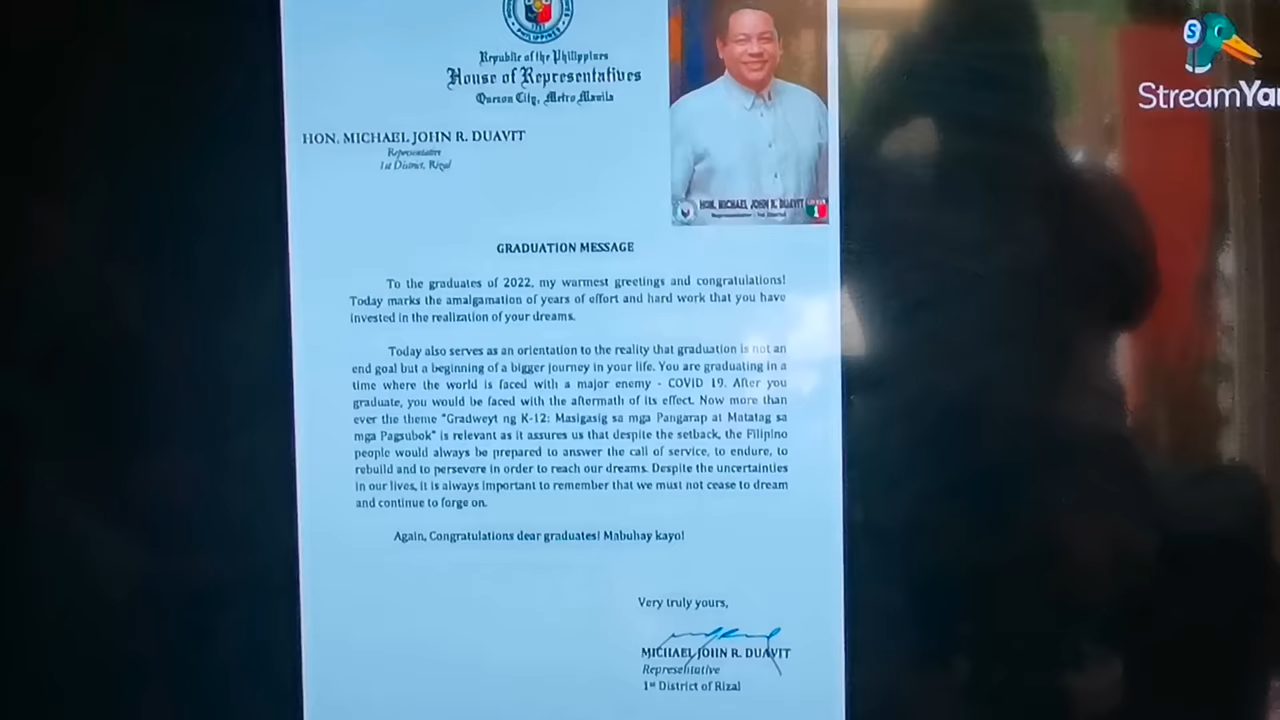 PHILIPPINES
Republic of the Philippines
House of Representatives
Quezon City, Metro Manila
HON. MICHAEL JOHN R. DUAVIT
Representative
1st District, Rizal
HON. MICHAEL JOHN R. DUAVIT
Representative - 1st District
1
S
StreamYa
GRADUATION MESSAGE
To the graduates of 2022, my warmest greetings and congratulations!
Today marks the amalgamation of years of effort and hard work that you have
invested in the realization of your dreams.
Today also serves as an orientation to the reality that graduation is not an
end goal but a beginning of a bigger journey in your life. You are graduating in a
time where the world is faced with a major enemy - COVID 19. After you
graduate, you would be faced with the aftermath of its effect. Now more than
ever the theme "Gradweyt ng K-12: Masigasig sa mga Pangarap at Matatag sa
mga Pagsubok" is relevant as it assures us that despite the setback, the Filipino
people would always be prepared to answer the call of service, to endure, to
rebuild and to persevere in order to reach our dreams. Despite the uncertainties
in our lives, it is always important to remember that we must not cease to dream
and continue to forge on.
Again, Congratulations dear graduates! Mabuhay kayo!
Very truly yours,
MICHAEL JOHN R. DUAVIT
Representative
1st District of Rizal